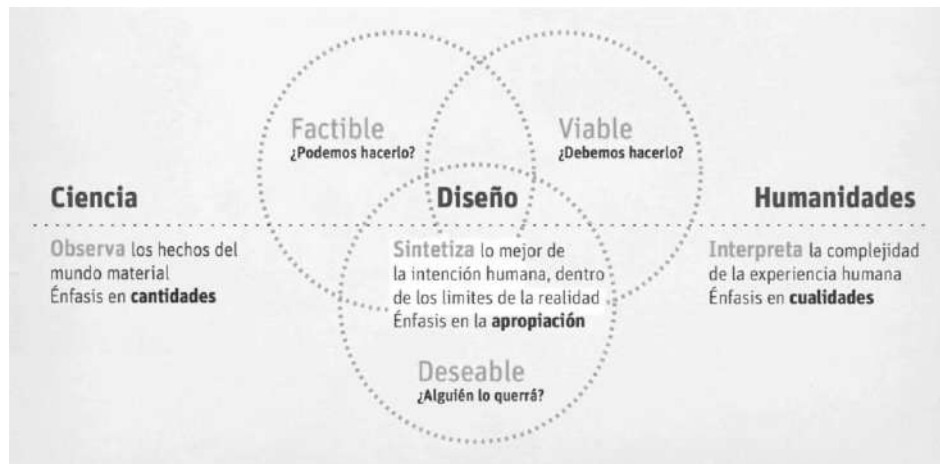 Factible
¿Podemos hacerlo?
Viable
¿Debemos hacerlo?
Ciencia
Diseño
Humanidades
Observa los hechos del
mundo material
Énfasis en cantidades
Sintetiza lo mejor de
la intención humana, dentro
de los limites de la realidad
Énfasis en la apropiación
Interpreta la complejidad
de la experiencia humana
Énfasis en cualidades
Deseable
¿Alguién lo querrá?